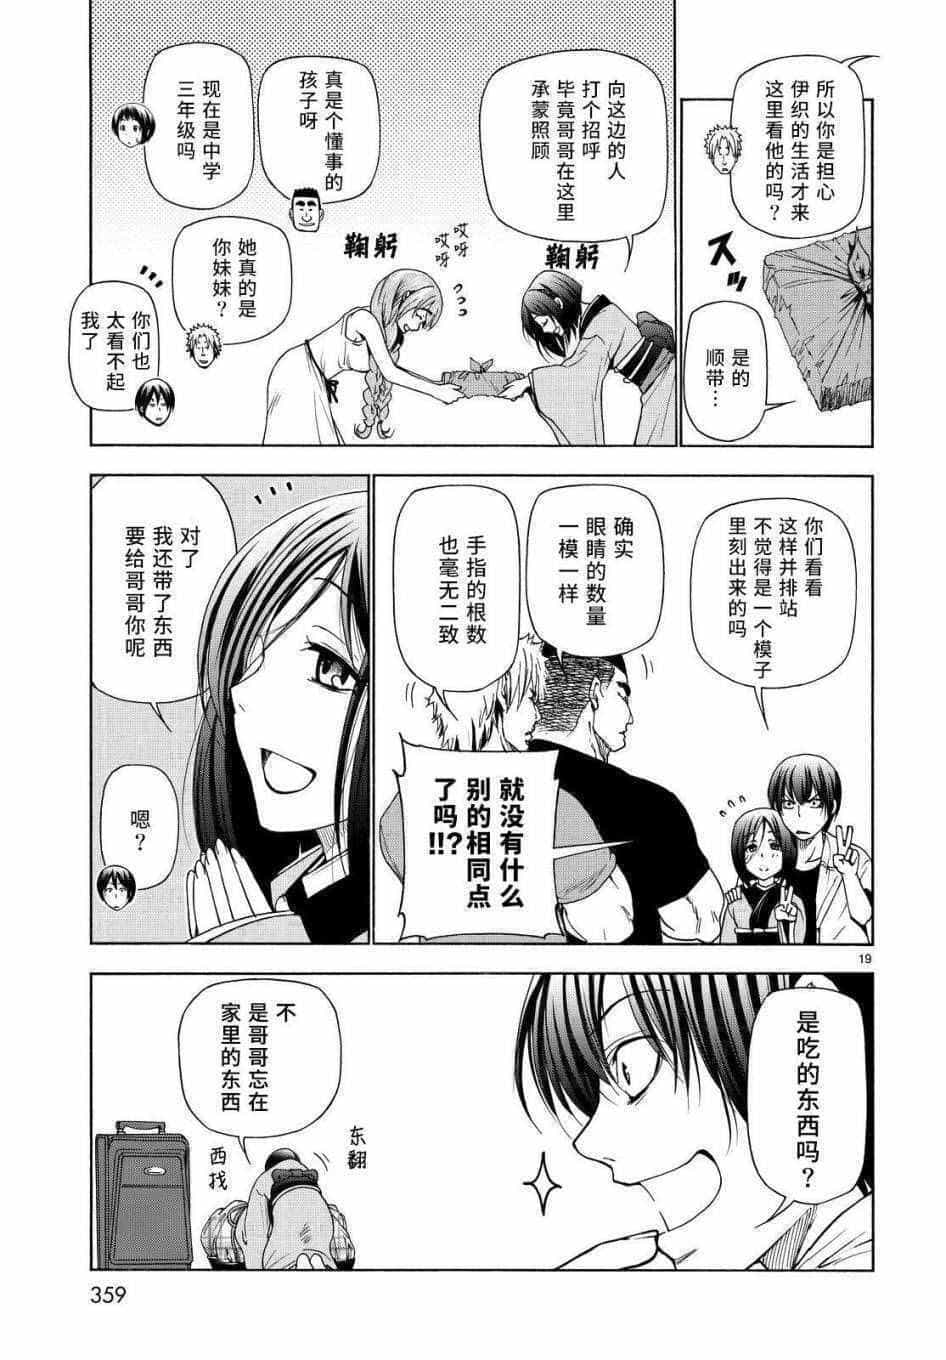 所以你是担心
伊织的生活才来
这里看他的吗？
是的
顺带…
スッ
向这边的人
打个招呼
毕竟哥哥在这里
承蒙照顾
鞠躬
哎呀
哎呀
鞠躬
真是个懂事的
孩子呀
现在是中学
三年级吗
她真的是
你妹妹？
你们也
太看不起
我了
你们看看
这样并排站
不觉得是一个模子
里刻出来的吗
确实
眼睛的数量
一模一样
手指的根数
也毫无二致
就没有什么
别的相同点
了吗!!?
对了
我还带了东西
要给哥哥你呢
嗯？
19
是吃的东西吗？
不
是哥哥忘在
家里的东西
东翻
西找
359